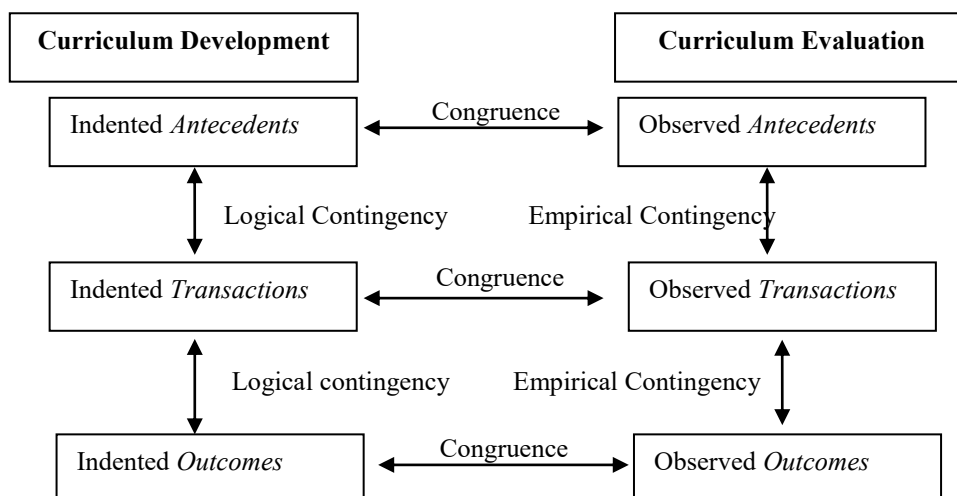 Curriculum Development
Curriculum Evaluation
Indented Antecedents
Congruence
Observed Antecedents
Logical Contingency
Empirical Contingency
Indented Transactions
Congruence
Observed Transactions
Logical contingency
Empirical Contingency
Indented Outcomes
Congruence
Observed Outcomes